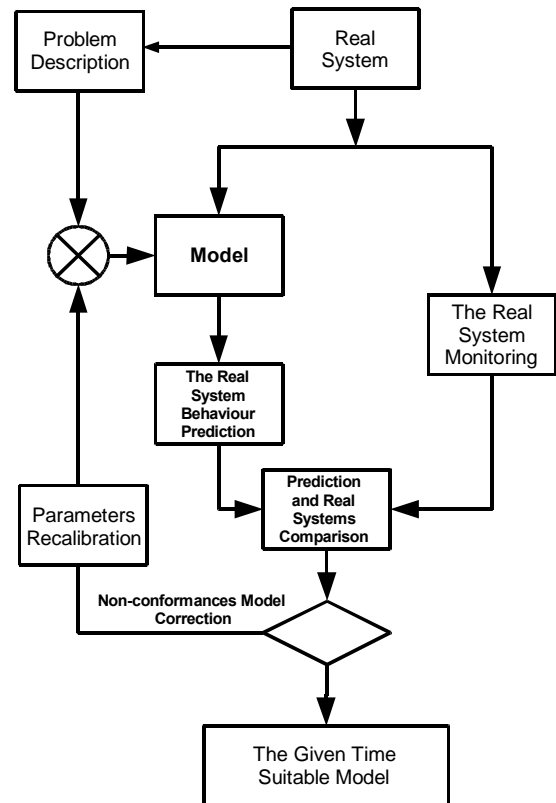 Problem
Description
Real
System
Model
The Real
System
Monitoring
The Real
System
Behaviour
Prediction
Prediction
and Real
Systems
Comparison
Parameters
Recalibration
Non-conformances Model
Correction
The Given Time
Suitable Model